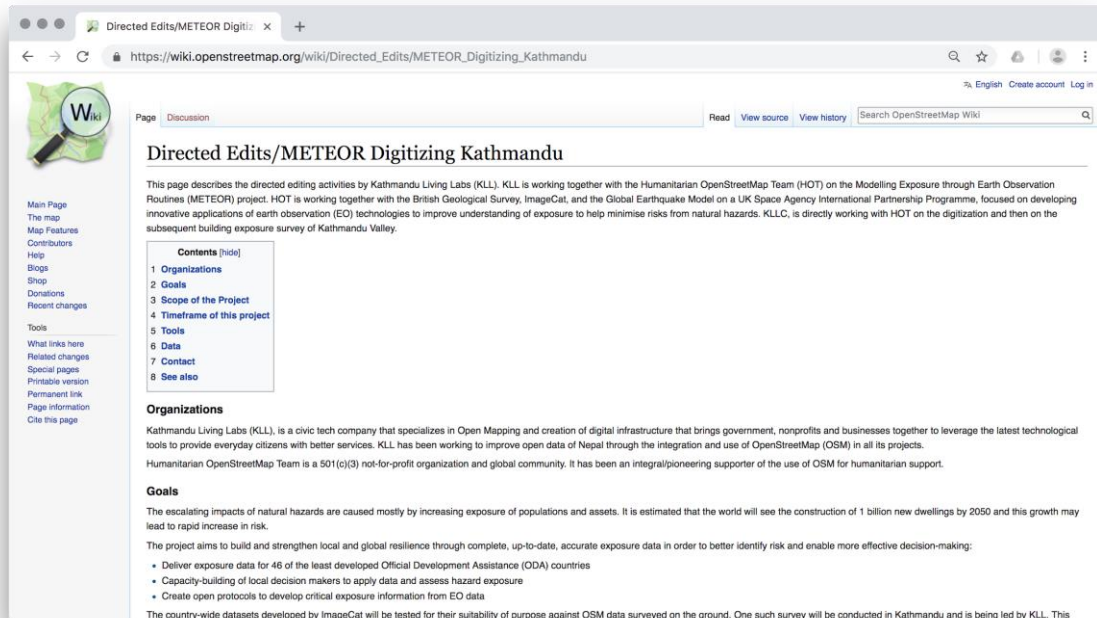 Directed Edits/METEOR Digitiz
https://wiki.openstreetmap.org/wiki/Directed_Edits/METEOR_Digitizing_Kathmandu
English Create account Log in
Wiki
Page Discussion Read View source View history Search OpenStreetMap Wiki
Directed Edits/METEOR Digitizing Kathmandu
This page describes the directed editing activities by Kathmandu Living Labs (KLL). KLL is working together with the Humanitarian OpenStreetMap Team (HOT) on the Modelling Exposure through Earth Observation
Routines (METEOR) project. HOT is working together with the British Geological Survey, ImageCat, and the Global Earthquake Model on a UK Space Agency International Partnership Programme, focused on developing
innovative applications of earth observation (EO) technologies to improve understanding of exposure to help minimise risks from natural hazards. KLLC, is directly working with HOT on the digitization and then on the
subsequent building exposure survey of Kathmandu Valley.
Main Page
The map
Map Features
Contributors
Help
Blogs
Shop
Donations
Recent changes
Tools
What links here
Related changes
Special pages
Printable version
Permanent link
Page information
Cite this page
Contents [hide]
1 Organizations
2 Goals
3 Scope of the Project
4 Timeframe of this project
5 Tools
6 Data
7 Contact
8 See also
Organizations
Kathmandu Living Labs (KLL), is a civic tech company that specializes in Open Mapping and creation of digital infrastructure that brings government, nonprofits and businesses together to leverage the latest technological
tools to provide everyday citizens with better services. KLL has been working to improve open data of Nepal through the integration and use of OpenStreetMap (OSM) in all its projects.
Humanitarian OpenStreetMap Team is a 501(c)(3) not-for-profit organization and global community. It has been an integral/pioneering supporter of the use of OSM for humanitarian support.
Goals
The escalating impacts of natural hazards are caused mostly by increasing exposure of populations and assets. It is estimated that the world will see the construction of 1 billion new dwellings by 2050 and this growth may
lead to rapid increase in risk.
The project aims to build and strengthen local and global resilience through complete, up-to-date, accurate exposure data in order to better identify risk and enable more effective decision-making:
• Deliver exposure data for 46 of the least developed Official Development Assistance (ODA) countries
• Capacity-building of local decision makers to apply data and assess hazard exposure
• Create open protocols to develop critical exposure information from EO data
The country-wide datasets developed by ImageCat will be tested for their suitability of purpose against OSM data surveyed on the ground. One such survey will be conducted in Kathmandu and is being led by KLL. This